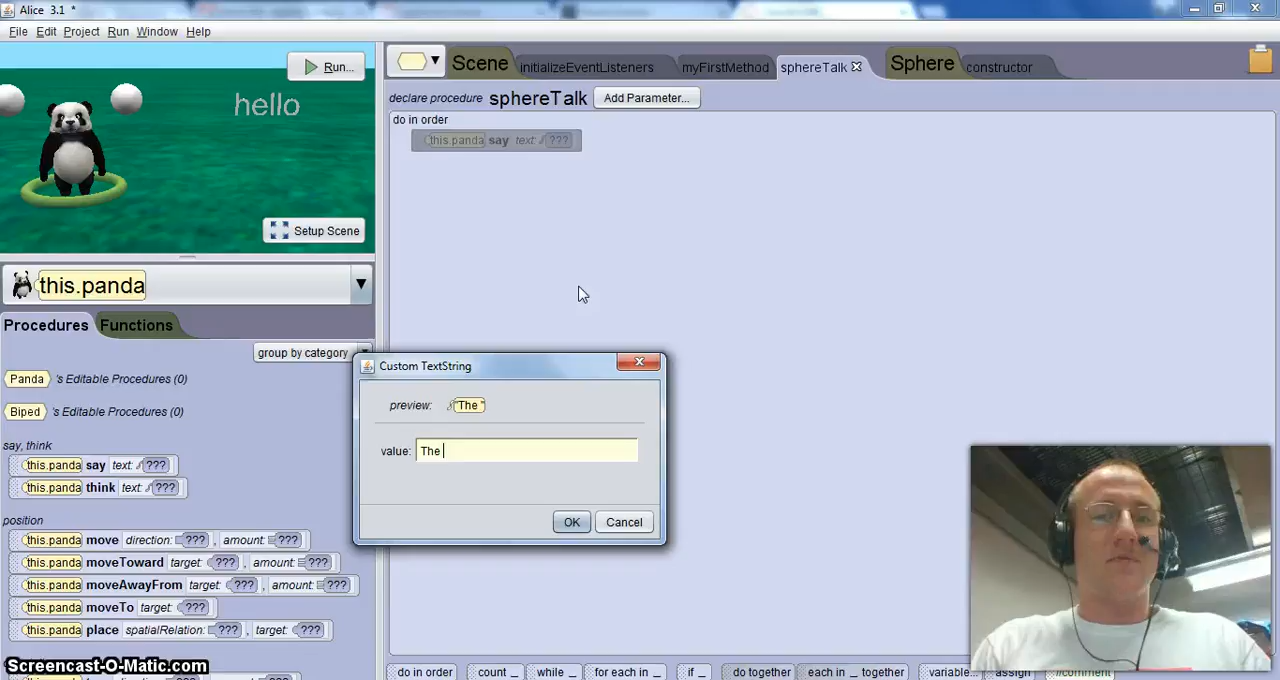 Alice 3.1 *
File Edit Project Run Window Help
Run...
hello
Setup Scene
Scene initializeEventListeners myFirstMethod sphereTalk Sphere constructor
declare procedure sphereTalk Add Parameter...
do in order
this.panda say text: ???
this.panda
Procedures Functions
group by category
Panda 's Editable Procedures (0)
Biped 's Editable Procedures (0)
say, think
this.panda say text: ???
this.panda think text: ???
position
this.panda move direction: ??? , amount: ???
this.panda moveToward target: ??? , amount: ???
this.panda moveAwayFrom target: ??? , amount: ???
this.panda moveTo target: ???
this.panda place spatialRelation: ??? , target: ???
Custom TextString
preview: "The "
value: The
OK Cancel
Screencast-O-Matic.com
do in order count _ while _ for each in _ if _ do together each in _ together variable... assign //comment